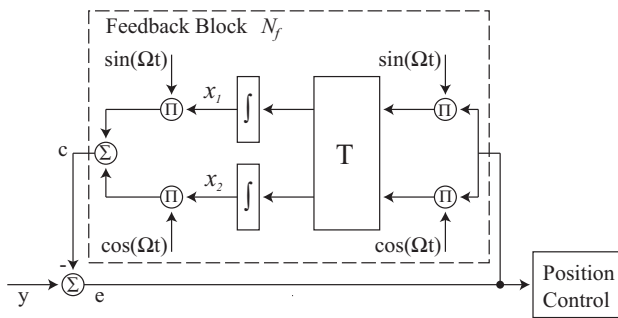 Feedback Block N_f
sin(Ωt)
sin(Ωt)
Π
x_1
∫
T
Π
c
Σ
Π
x_2
∫
Π
cos(Ωt)
cos(Ωt)
-
Σ
y
e
Position
Control